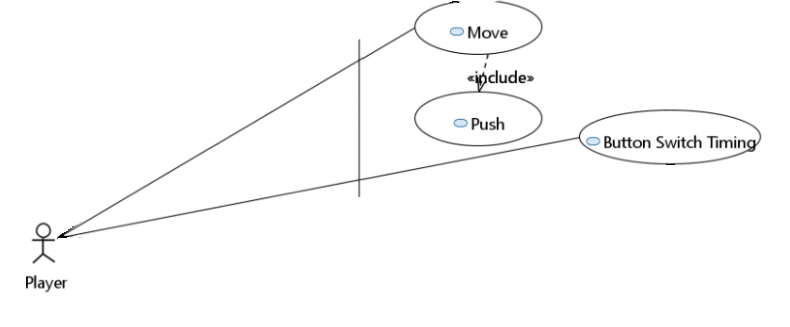 Move
«include»
Push
Button Switch Timing
Player